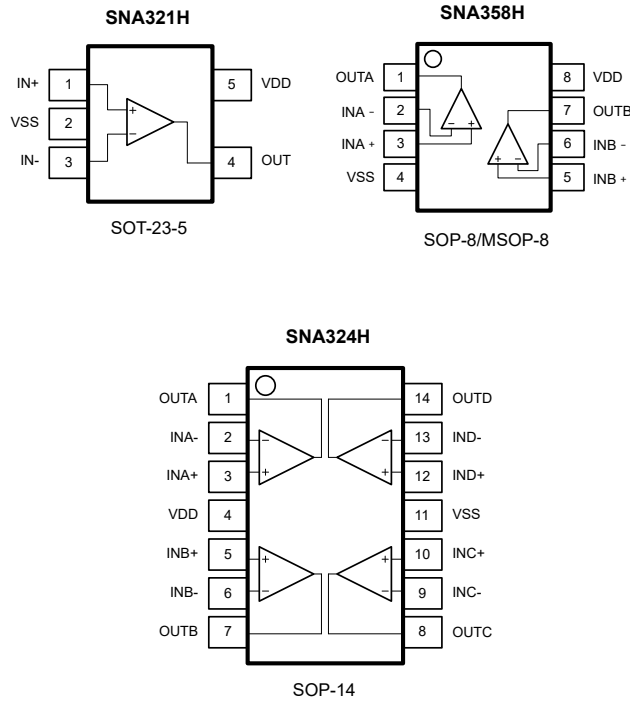 SNA321H
IN+ 1 5 VDD
VSS 2
IN- 3 4 OUT
+
−
SOT-23-5
SNA358H
OUTA 1 8 VDD
INA - 2 7 OUTB
INA + 3 6 INB -
VSS 4 5 INB +
− +
+ −
SOP-8/MSOP-8
SNA324H
OUTA 1 14 OUTD
INA- 2 − − 13 IND-
INA+ 3 + + 12 IND+
VDD 4 11 VSS
INB+ 5 + + 10 INC+
INB- 6 − − 9 INC-
OUTB 7 8 OUTC
SOP-14